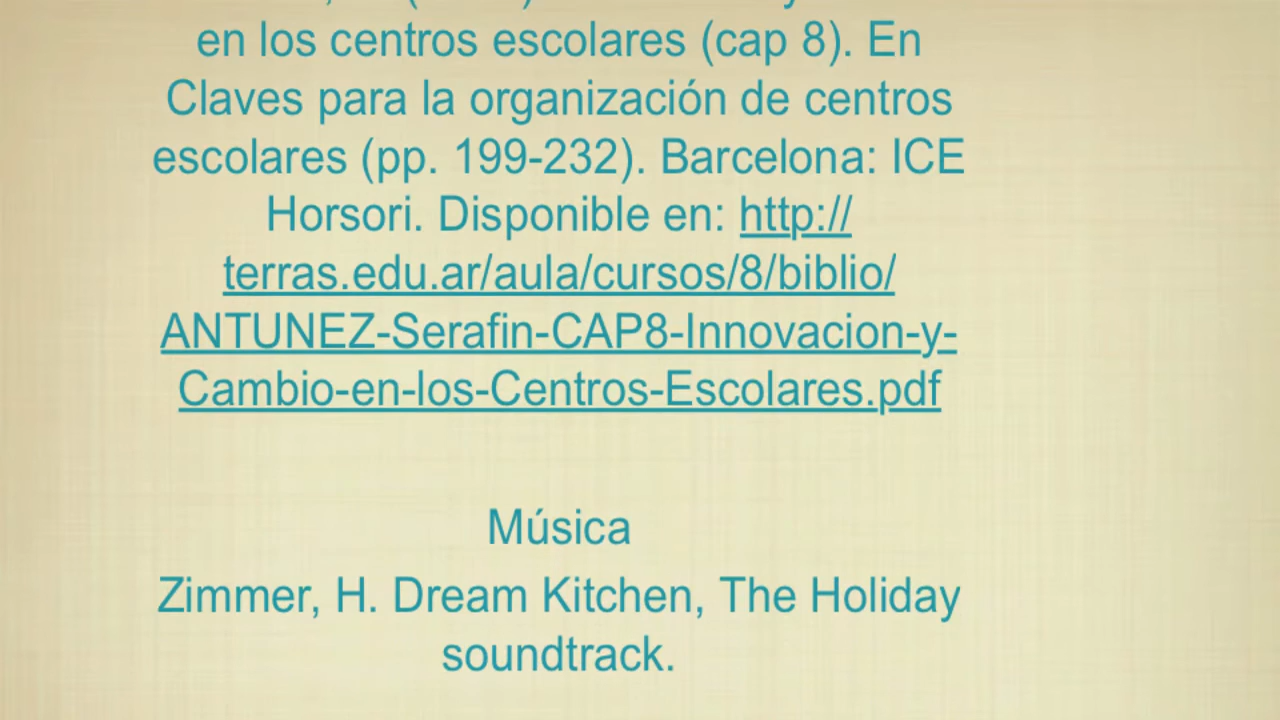 en los centros escolares (cap 8). En
Claves para la organización de centros
escolares (pp. 199-232). Barcelona: ICE
Horsori. Disponible en: http://
terras.edu.ar/aula/cursos/8/biblio/
ANTUNEZ-Serafin-CAP8-Innovacion-y-
Cambio-en-los-Centros-Escolares.pdf
Música
Zimmer, H. Dream Kitchen, The Holiday
soundtrack.